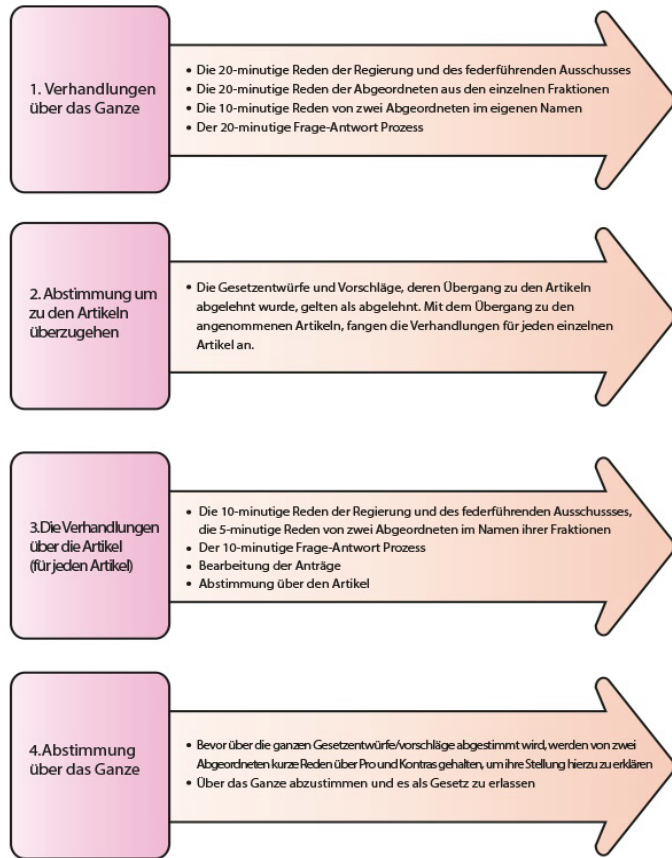 1. Verhandlungen
über das Ganze
• Die 20-minutige Reden der Regierung und des federführenden Ausschusses
• Die 20-minutige Reden der Abgeordneten aus den einzelnen Fraktionen
• Die 10-minutige Reden von zwei Abgeordneten im eigenen Namen
• Der 20-minutige Frage-Antwort Prozess
2. Abstimmung um
zu den Artikeln
überzugehen
• Die Gesetzentwürfe und Vorschläge, deren Übergang zu den Artikeln
abgelehnt wurde, gelten als abgelehnt. Mit dem Übergang zu den
angenommenen Artikeln, fangen die Verhandlungen für jeden einzelnen
Artikel an.
3.Die Verhandlungen
über die Artikel
(für jeden Artikel)
• Die 10-minutige Reden der Regierung und des federführenden Ausschussses,
die 5-minutige Reden von zwei Abgeordneten im Namen ihrer Fraktionen
• Der 10-minutige Frage-Antwort Prozess
• Bearbeitung der Anträge
• Abstimmung über den Artikel
4.Abstimmung
über das Ganze
• Bevor über die ganzen Gesetzentwürfe/vorschläge abgestimmt wird, werden von zwei
Abgeordneten kurze Reden über Pro und Kontras gehalten, um ihre Stellung hierzu zu erklären
• Über das Ganze abzustimmen und es als Gesetz zu erlassen